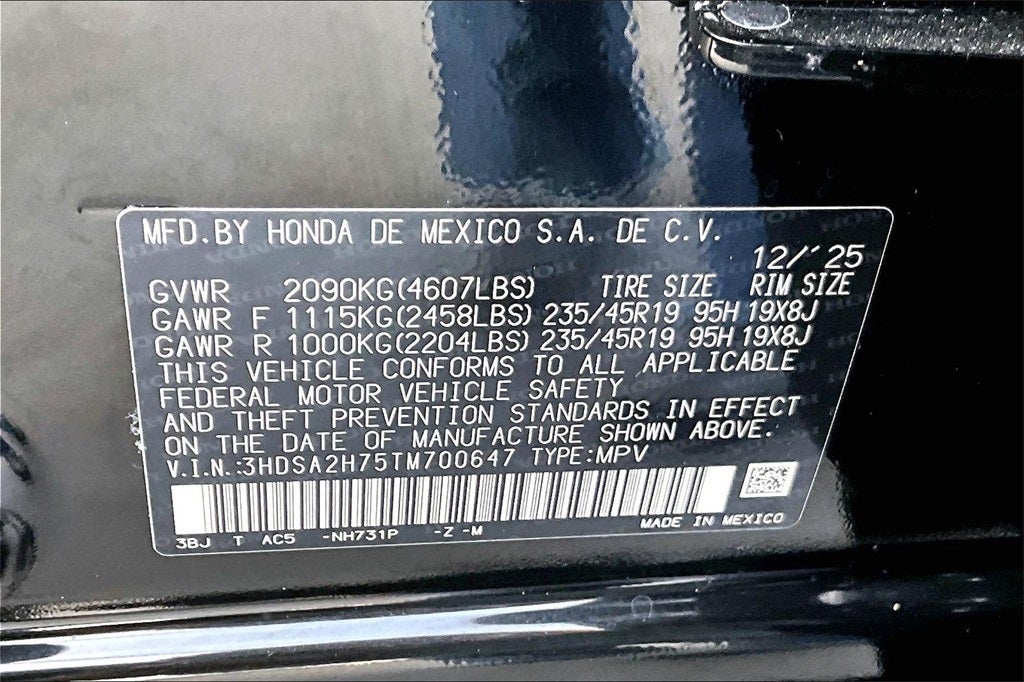 MFD.BY HONDA DE MEXICO S.A. DE C.V.
12/'25
GVWR 2090KG(4607LBS) TIRE SIZE RIM SIZE
GAWR F 1115KG(2458LBS) 235/45R19 95H 19X8J
GAWR R 1000KG(2204LBS) 235/45R19 95H 19X8J
THIS VEHICLE CONFORMS TO ALL APPLICABLE
FEDERAL MOTOR VEHICLE SAFETY
AND THEFT PREVENTION STANDARDS IN EFFECT
ON THE DATE OF MANUFACTURE SHOWN ABOVE.
V.I.N.:3HDSA2H75TM700647 TYPE:MPV
MADE IN MEXICO
3BJ T AC5 -NH731P -Z -M